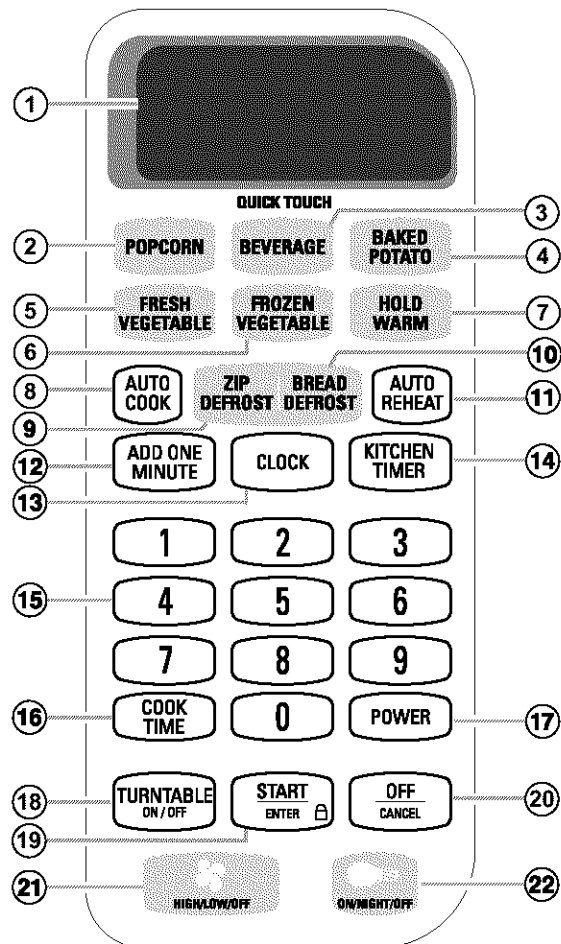 1
QUICK TOUCH
3
2
POPCORN
BEVERAGE
BAKED
POTATO
4
5
FRESH
VEGETABLE
FROZEN
VEGETABLE
HOLD
WARM
7
6
10
8
AUTO
COOK
ZIP
DEFROST
BREAD
DEFROST
AUTO
REHEAT
11
9
12
ADD ONE
MINUTE
CLOCK
KITCHEN
TIMER
14
13
1 2 3
15
4 5 6
7 8 9
16
COOK
TIME
0
POWER
17
18
TURNTABLE
ON / OFF
START
ENTER
OFF
CANCEL
20
19
21
HIGH/LOW/OFF
ON/NIGHT/OFF
22